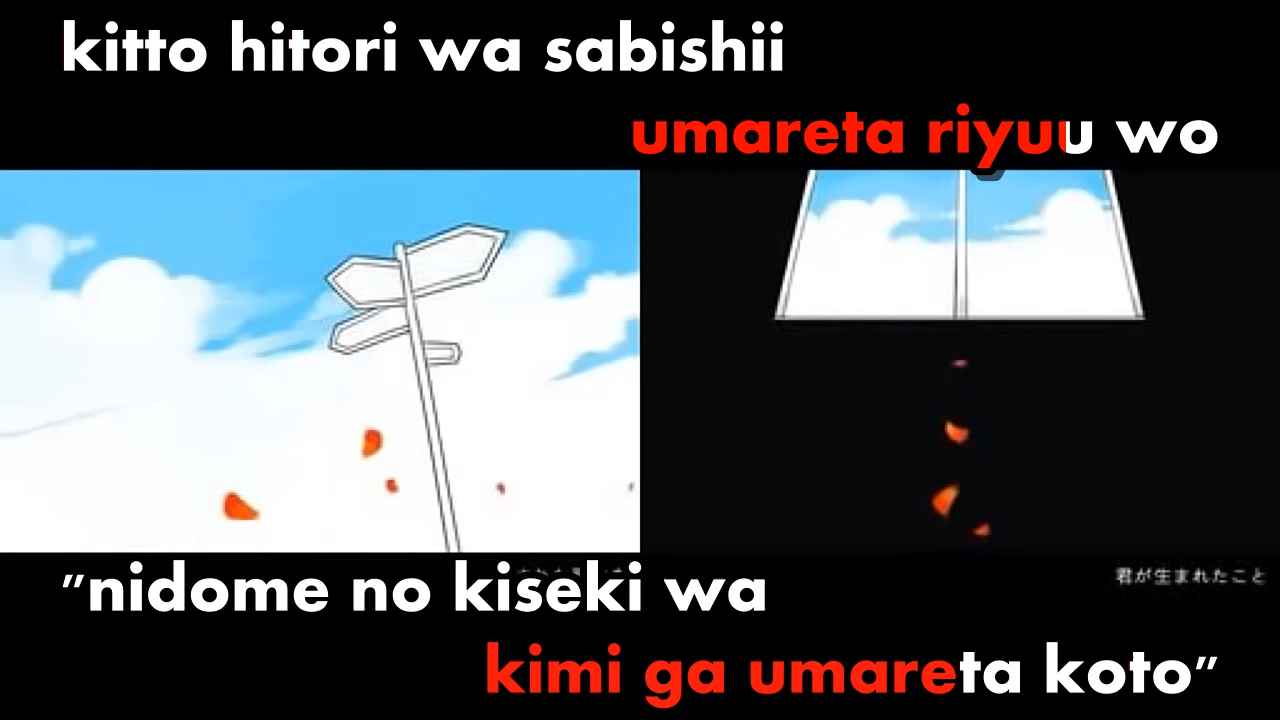 kitto hitori wa sabishii
umareta riyuu wo
"nidome no kiseki wa
君が生まれたこと
kimi ga umareta koto"